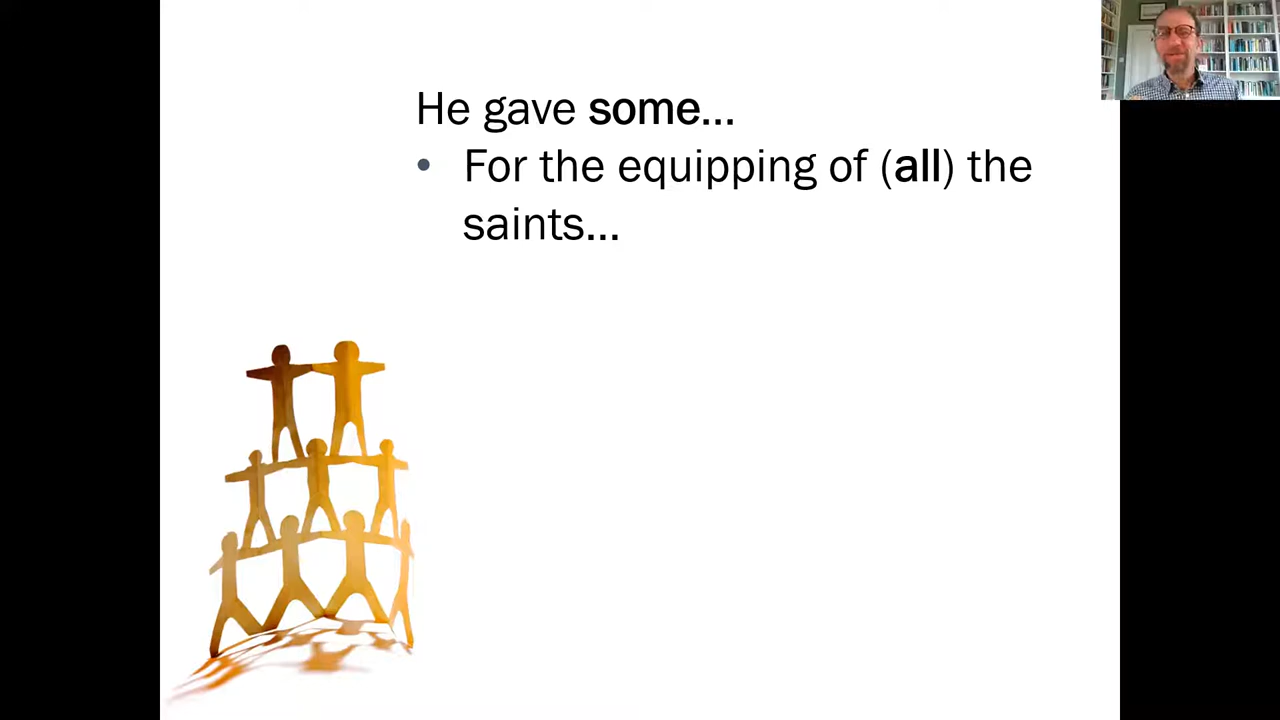 He gave some...
• For the equipping of (all) the
saints...